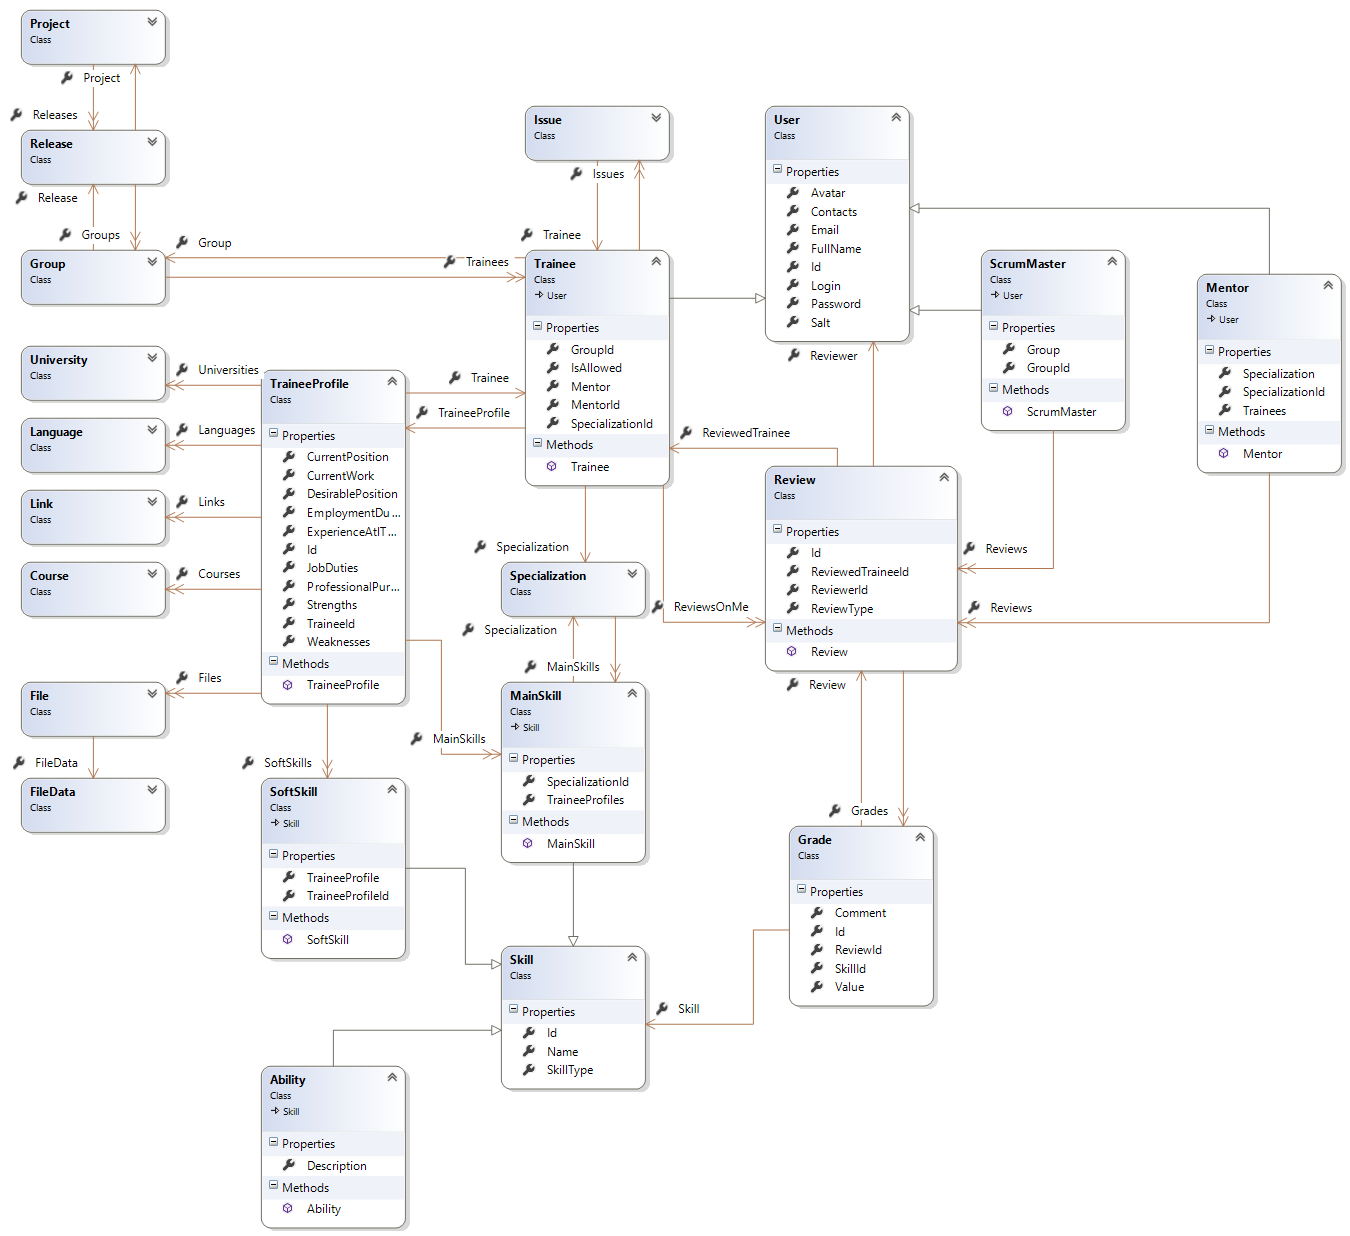 Project
Class
Project
Releases
Release
Class
Release
Groups
Group
Class
Group
Trainees
Issue
Class
Issues
Trainee
Trainee
Class
User
Properties
GroupId
IsAllowed
Mentor
MentorId
SpecializationId
Methods
Trainee
User
Class
Properties
Avatar
Contacts
Email
FullName
Id
Login
Password
Salt
Reviewer
ScrumMaster
Class
User
Properties
Group
GroupId
Methods
ScrumMaster
Mentor
Class
User
Properties
Specialization
SpecializationId
Trainees
Methods
Mentor
University
Class
Universities
Language
Class
Languages
Link
Class
Links
Course
Class
Courses
File
Class
Files
FileData
FileData
Class
TraineeProfile
Class
Properties
CurrentPosition
CurrentWork
DesirablePosition
EmploymentDu...
ExperienceAtIT...
Id
JobDuties
ProfessionalPur...
Strengths
TraineeId
Weaknesses
Methods
TraineeProfile
Trainee
TraineeProfile
ReviewedTrainee
Review
Class
Properties
Id
ReviewedTraineeId
ReviewerId
ReviewType
Methods
Review
Reviews
Reviews
ReviewsOnMe
Review
Specialization
Specialization
Class
Specialization
MainSkills
MainSkill
Class
Skill
Properties
SpecializationId
TraineeProfiles
Methods
MainSkill
MainSkills
SoftSkills
SoftSkill
Class
Skill
Properties
TraineeProfile
TraineeProfileId
Methods
SoftSkill
Grades
Grade
Class
Properties
Comment
Id
ReviewId
SkillId
Value
Skill
Skill
Class
Properties
Id
Name
SkillType
Ability
Class
Skill
Properties
Description
Methods
Ability